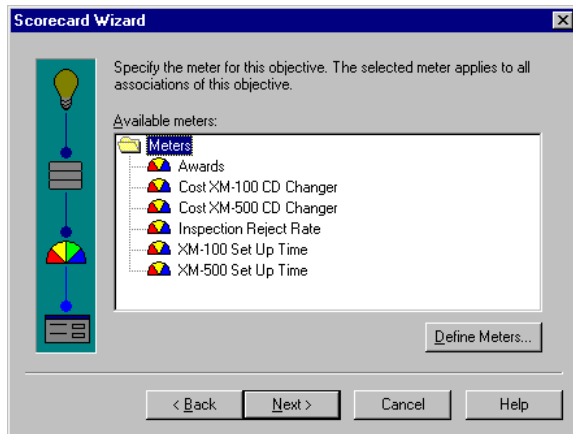 Scorecard Wizard
Specify the meter for this objective. The selected meter applies to all
associations of this objective.
Available meters:
Meters
Awards
Cost XM-100 CD Changer
Cost XM-500 CD Changer
Inspection Reject Rate
XM-100 Set Up Time
XM-500 Set Up Time
Define Meters...
< Back
Next >
Cancel
Help